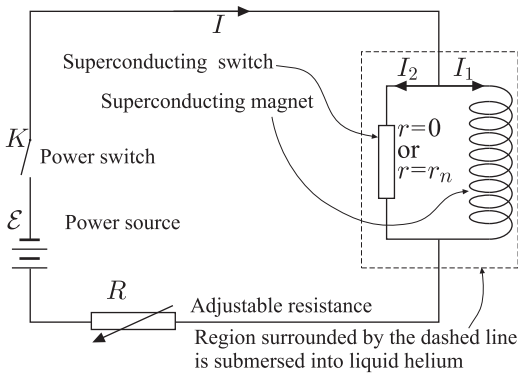 I
Superconducting switch
I₂ I₁
Superconducting magnet
r=0
or
r=rₙ
K
Power switch
ℰ
Power source
R
Adjustable resistance
Region surrounded by the dashed line
is submersed into liquid helium